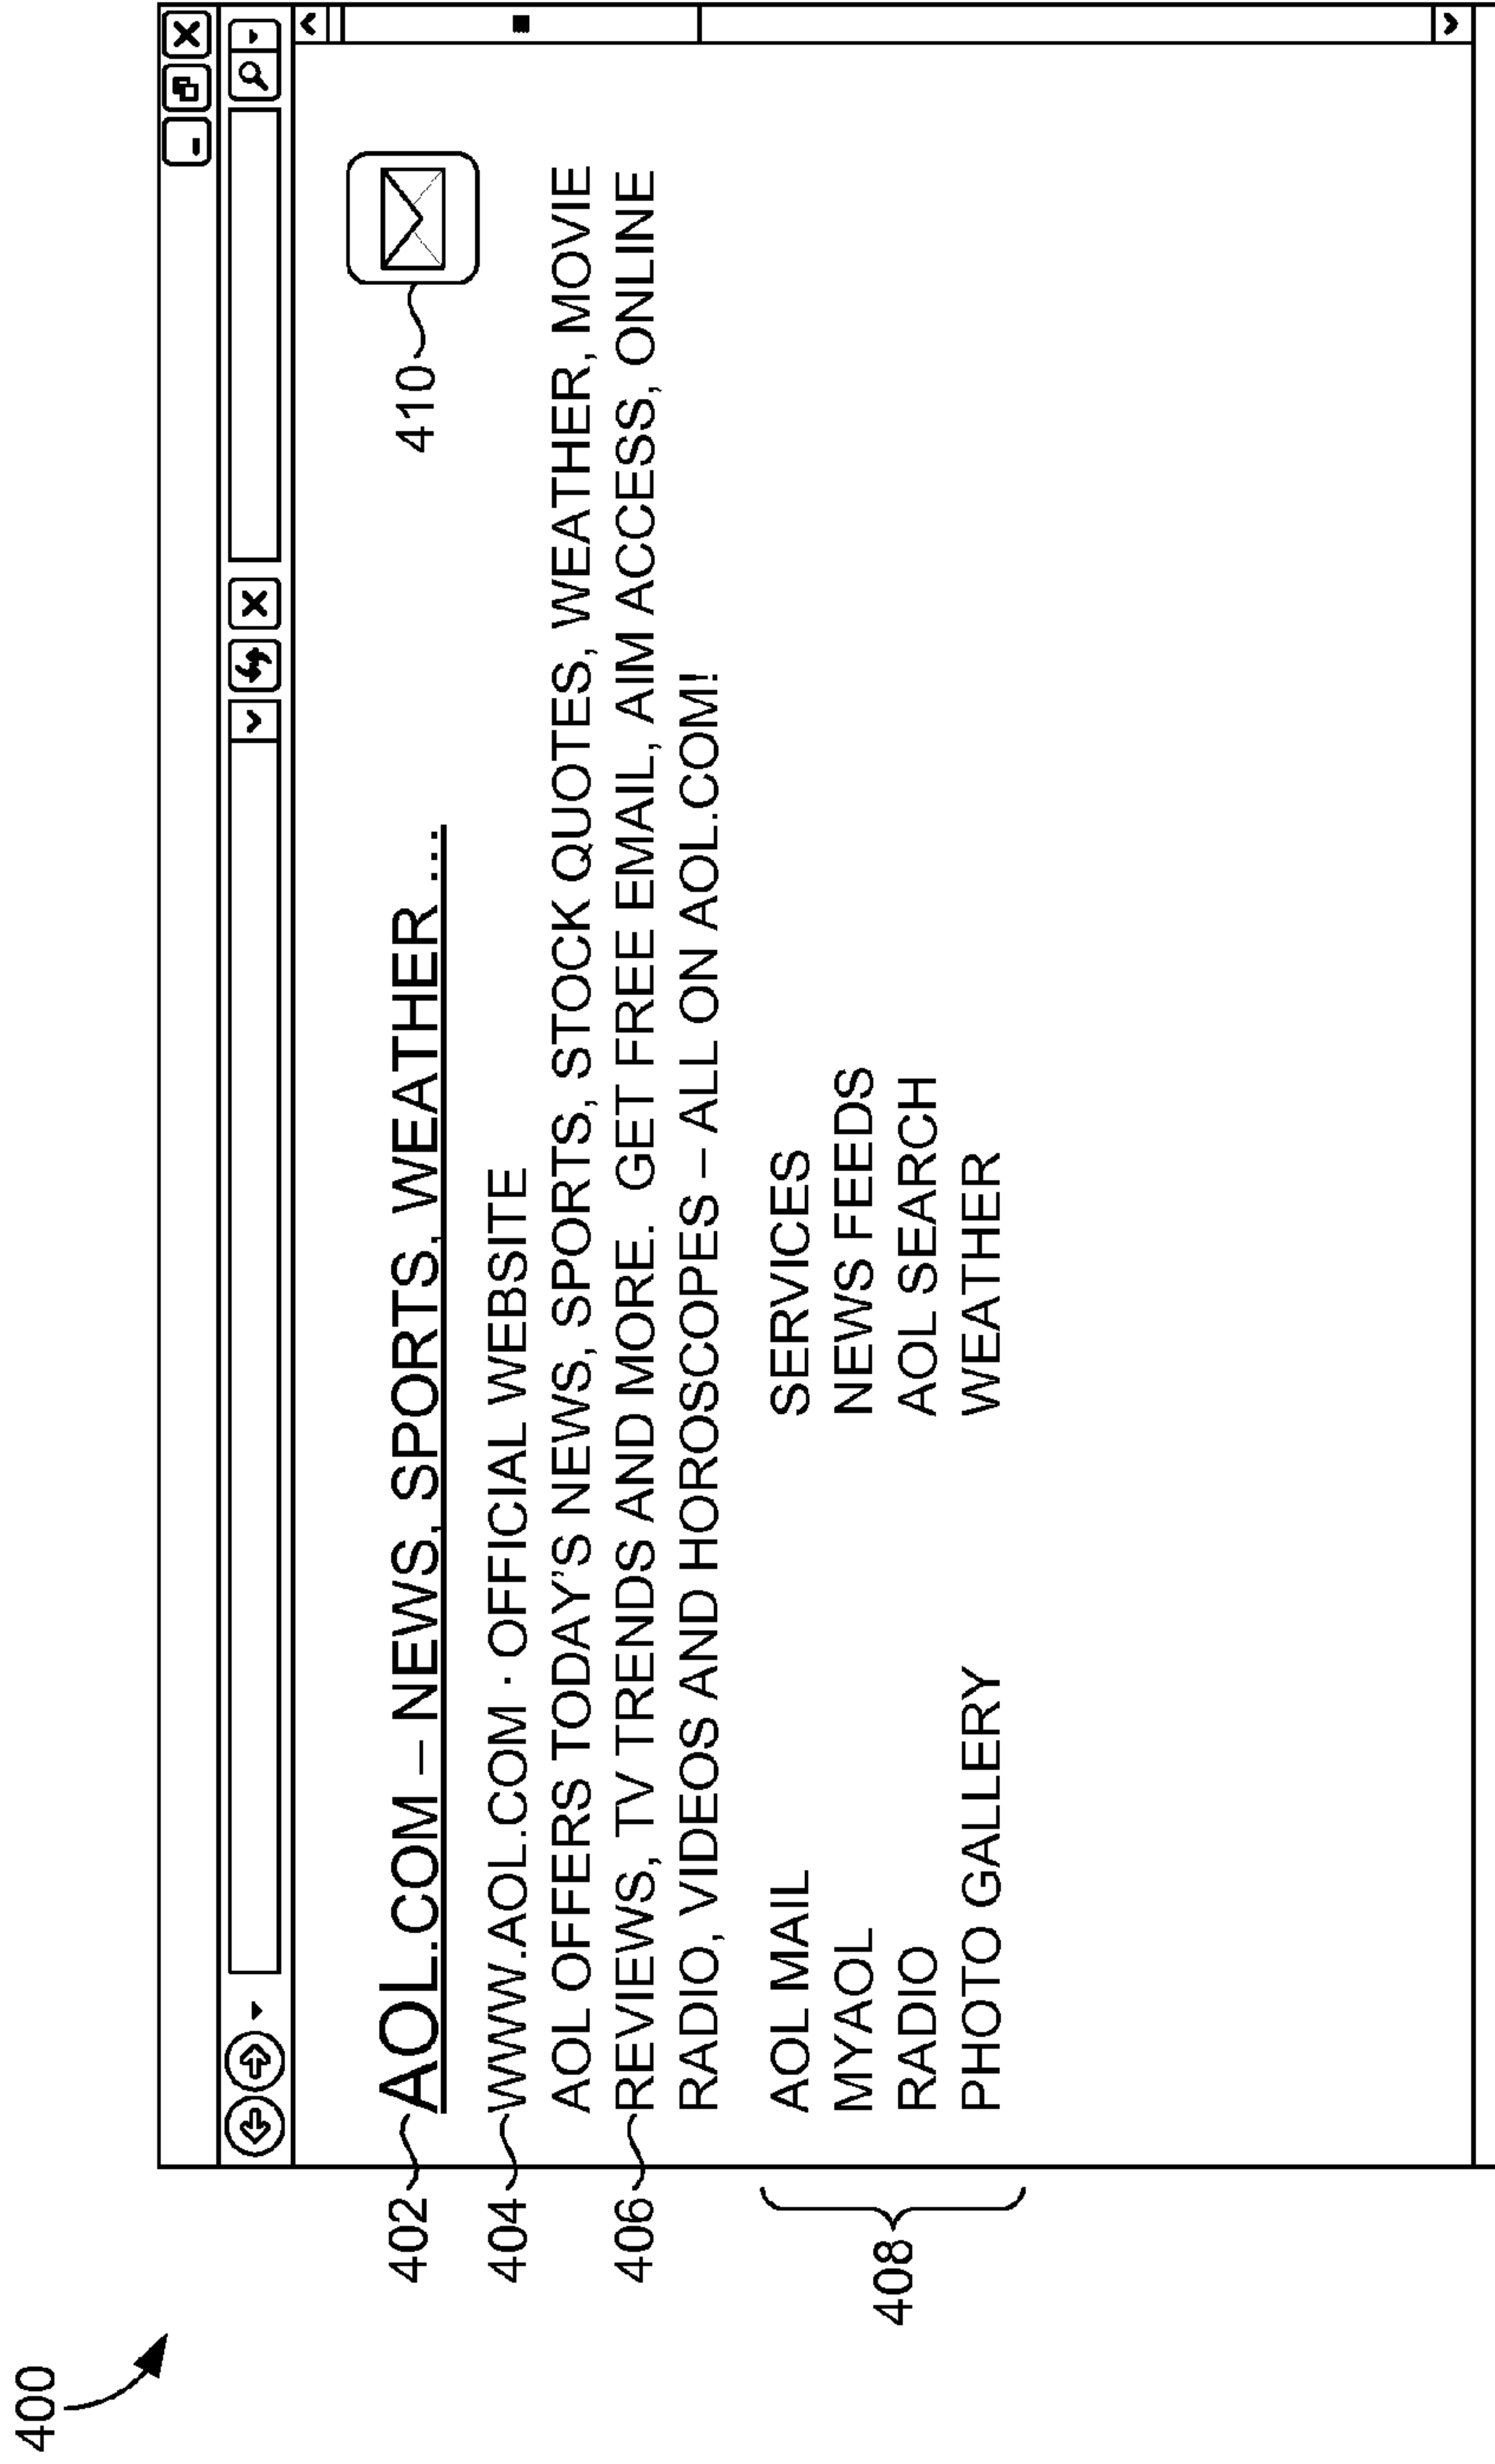 400
410
402
AOL.COM – NEWS, SPORTS, WEATHER ...
404
WWW.AOL.COM · OFFICIAL WEBSITE
AOL OFFERS TODAY'S NEWS, SPORTS, STOCK QUOTES, WEATHER, MOVIE
406
REVIEWS, TV TRENDS AND MORE. GET FREE EMAIL, AIM ACCESS, ONLINE
RADIO, VIDEOS AND HOROSCOPES – ALL ON AOL.COM!
408
AOL MAIL SERVICES
MYAOL NEWS FEEDS
RADIO AOL SEARCH
PHOTO GALLERY WEATHER